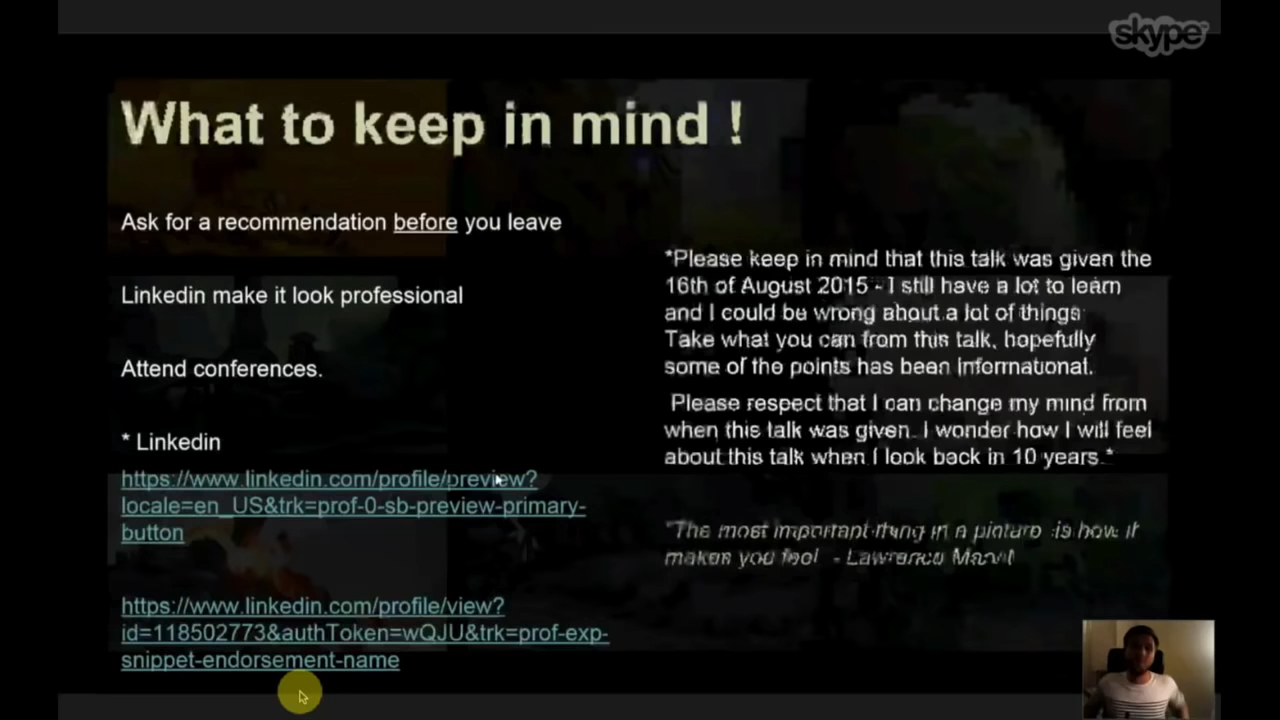 skype
What to keep in mind !
Ask for a recommendation before you leave
Linkedin make it look professional
Attend conferences.
* Linkedin
https://www.linkedin.com/profile/preview?
locale=en_US&trk=prof-0-sb-preview-primary-
button
https://www.linkedin.com/profile/view?
id=118502773&authToken=wQJU&trk=prof-exp-
snippet-endorsement-name
*Please keep in mind that this talk was given the
16th of August 2015 - I still have a lot to learn
and I could be wrong about a lot of things
Take what you can from this talk, hopefully
some of the points has been informational.
Please respect that I can change my mind from
when this talk was given. I wonder how I will feel
about this talk when I look back in 10 years.*
"The most important thing in a picture is how it
makes you feel - Lawrence